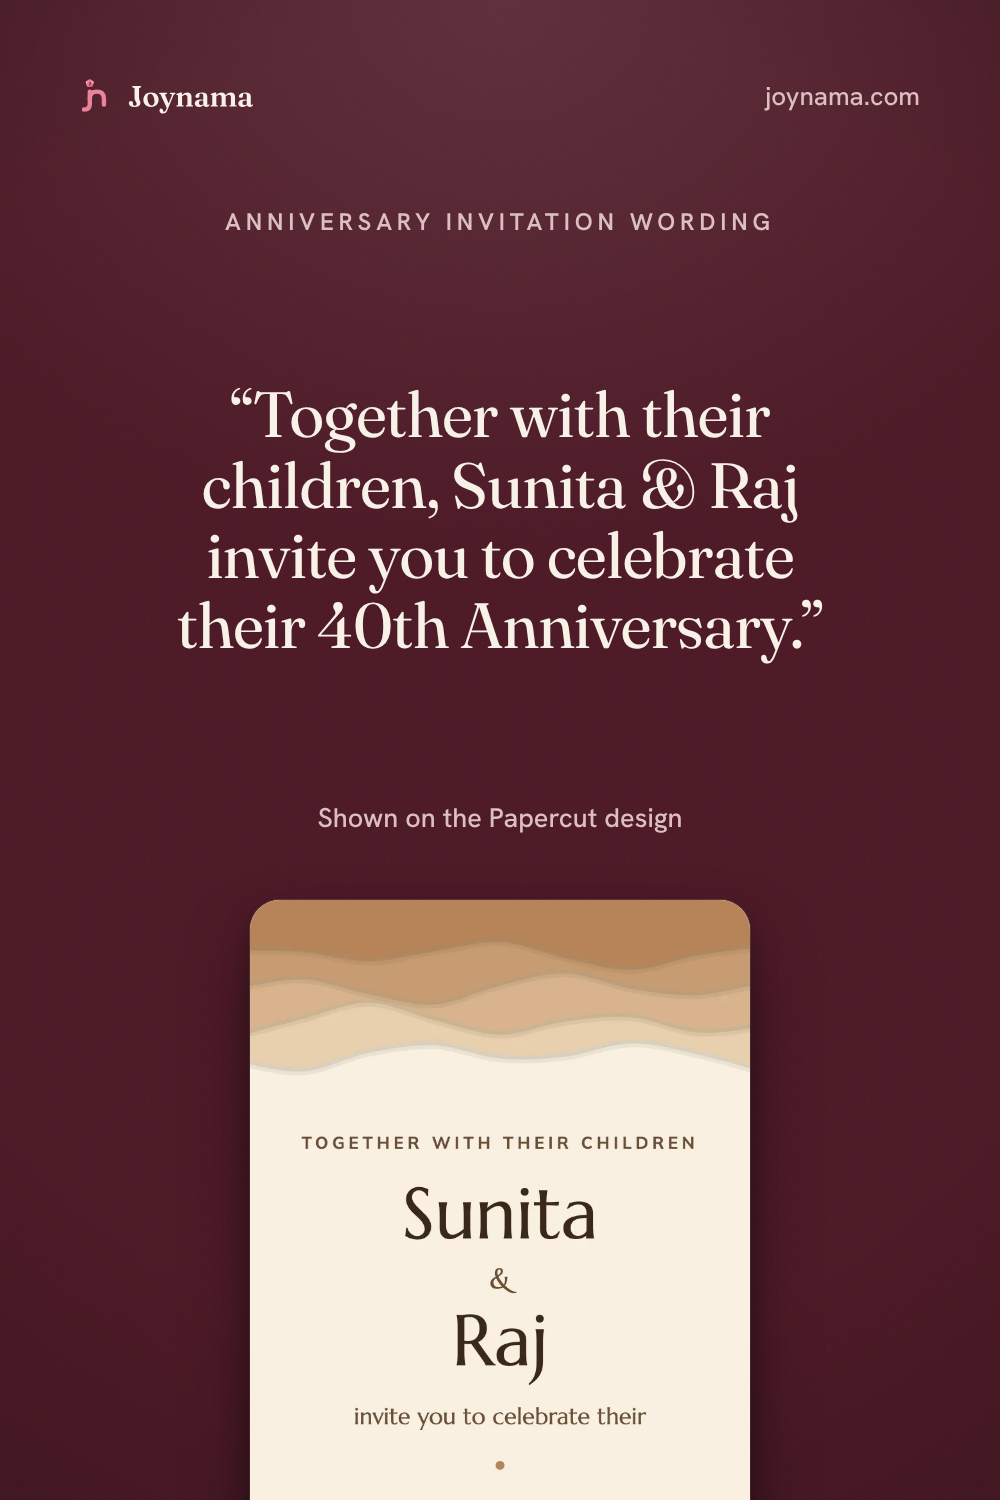 Joynama
joynama.com
ANNIVERSARY INVITATION WORDING
“Together with their
children, Sunita & Raj
invite you to celebrate
their 40th Anniversary.”
Shown on the Papercut design
TOGETHER WITH THEIR CHILDREN
Sunita
&
Raj
invite you to celebrate their